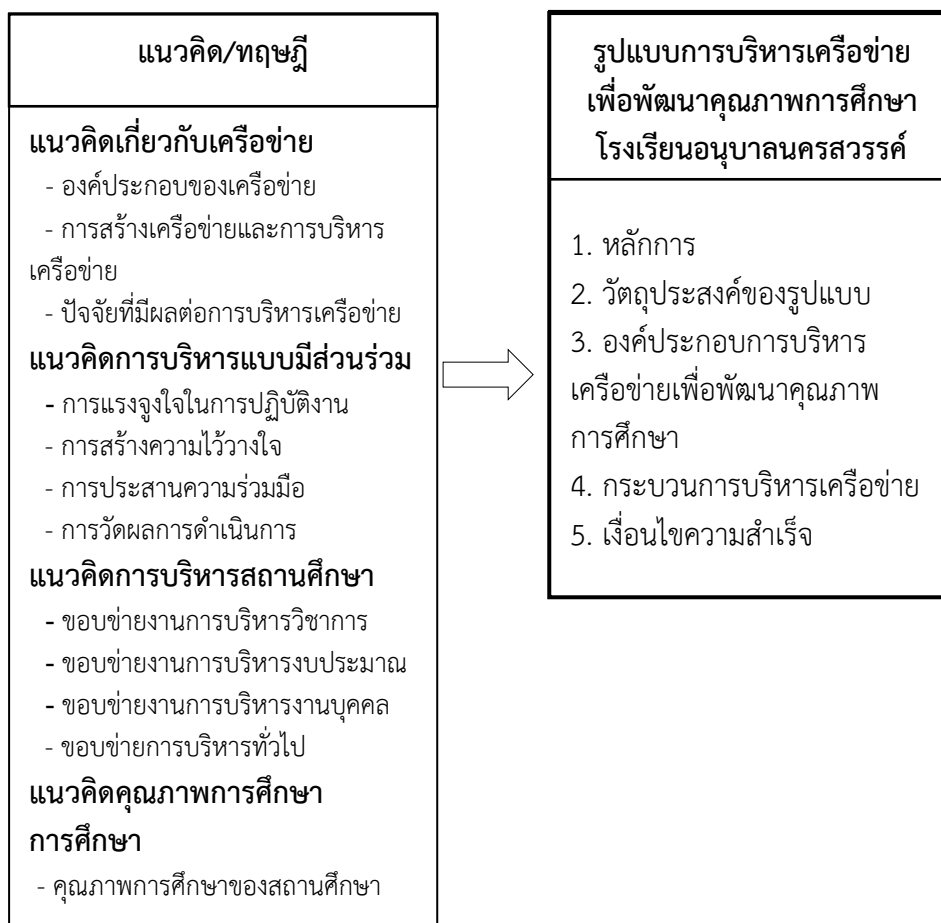 แนวคิด/ทฤษฎี
แนวคิดเกี่ยวกับเครือข่าย
- องค์ประกอบของเครือข่าย
- การสร้างเครือข่ายและการบริหาร
เครือข่าย
- ปัจจัยที่มีผลต่อการบริหารเครือข่าย
แนวคิดการบริหารแบบมีส่วนร่วม
- การแรงจูงใจในการปฏิบัติงาน
- การสร้างความไว้วางใจ
- การประสานความร่วมมือ
- การวัดผลการดำเนินการ
แนวคิดการบริหารสถานศึกษา
- ขอบข่ายงานการบริหารวิชาการ
- ขอบข่ายงานการบริหารงบประมาณ
- ขอบข่ายงานการบริหารงานบุคคล
- ขอบข่ายการบริหารทั่วไป
แนวคิดคุณภาพการศึกษา
การศึกษา
- คุณภาพการศึกษาของสถานศึกษา
รูปแบบการบริหารเครือข่าย
เพื่อพัฒนาคุณภาพการศึกษา
โรงเรียนอนุบาลนครสวรรค์
1. หลักการ
2. วัตถุประสงค์ของรูปแบบ
3. องค์ประกอบการบริหาร
เครือข่ายเพื่อพัฒนาคุณภาพ
การศึกษา
4. กระบวนการบริหารเครือข่าย
5. เงื่อนไขความสำเร็จ